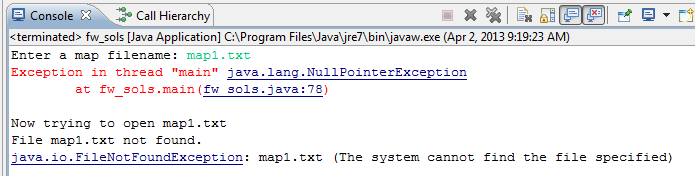 Console Call Hierarchy
<terminated> fw_sols [Java Application] C:\Program Files\Java\jre7\bin\javaw.exe (Apr 2, 2013 9:19:23 AM)
Enter a map filename: map1.txt
Exception in thread "main" java.lang.NullPointerException
at fw_sols.main(fw_sols.java:78)
Now trying to open map1.txt
File map1.txt not found.
java.io.FileNotFoundException: map1.txt (The system cannot find the file specified)